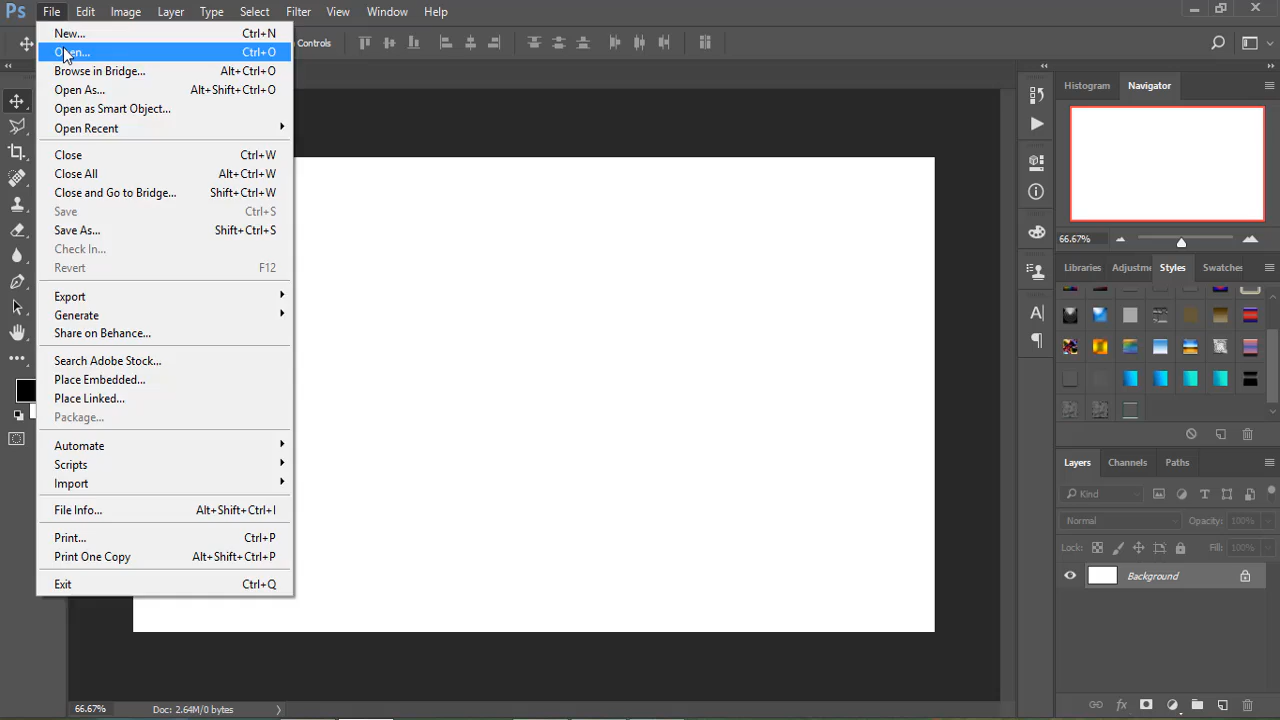 Ps File Edit Image Layer Type Select Filter View Window Help
Controls
New... Ctrl+N
Open... Ctrl+O
Browse in Bridge... Alt+Ctrl+O
Open As... Alt+Shift+Ctrl+O
Open as Smart Object...
Open Recent
Close Ctrl+W
Close All Alt+Ctrl+W
Close and Go to Bridge... Shift+Ctrl+W
Save Ctrl+S
Save As... Shift+Ctrl+S
Check In...
Revert F12
Export
Generate
Share on Behance...
Search Adobe Stock...
Place Embedded...
Place Linked...
Package...
Automate
Scripts
Import
File Info... Alt+Shift+Ctrl+I
Print... Ctrl+P
Print One Copy Alt+Shift+Ctrl+P
Exit Ctrl+Q
Histogram Navigator
66.67%
Libraries Adjustme Styles Swatches
Layers Channels Paths
Kind
Normal Opacity: 100%
Lock: Fill: 100%
Background
66.67% Doc: 2.64M/0 bytes